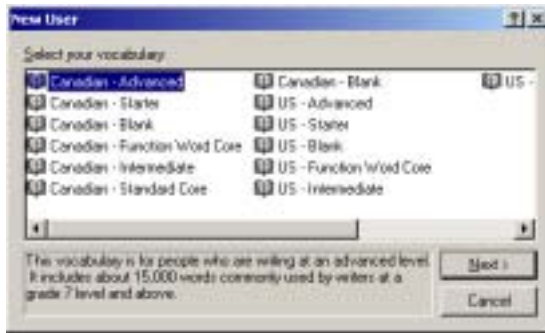 New User
Select your vocabulary
Canadian - Advanced
Canadian - Starter
Canadian - Blank
Canadian - Function Word Core
Canadian - Intermediate
Canadian - Standard Core
Canadian - Blank
US - Advanced
US - Starter
US - Blank
US - Function Word Core
US - Intermediate
US -
This vocabulary is for people who are writing at an advanced level.
It includes about 15,000 words commonly used by writers at a
grade 7 level and above.
Next >
Cancel